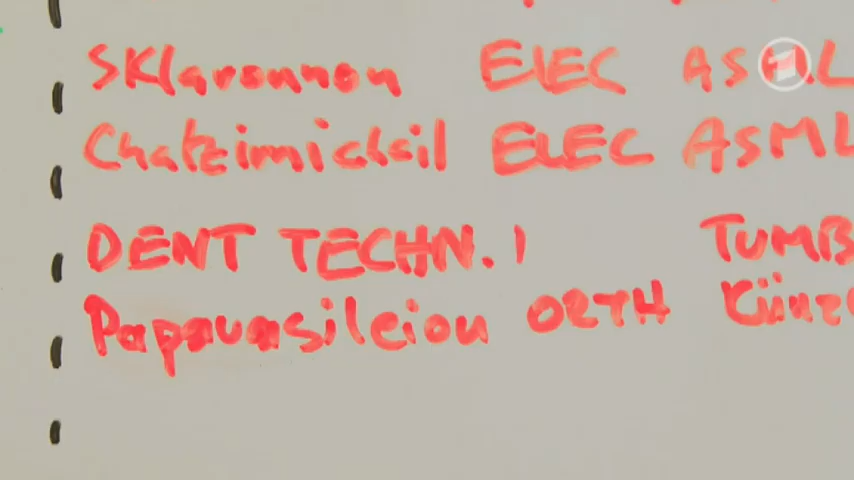 Sklavounou ELEC ASML
Chatzimichail ELEC ASML
DENT TECHN. 1 TUMB
Papavasileiou ORTH Künz